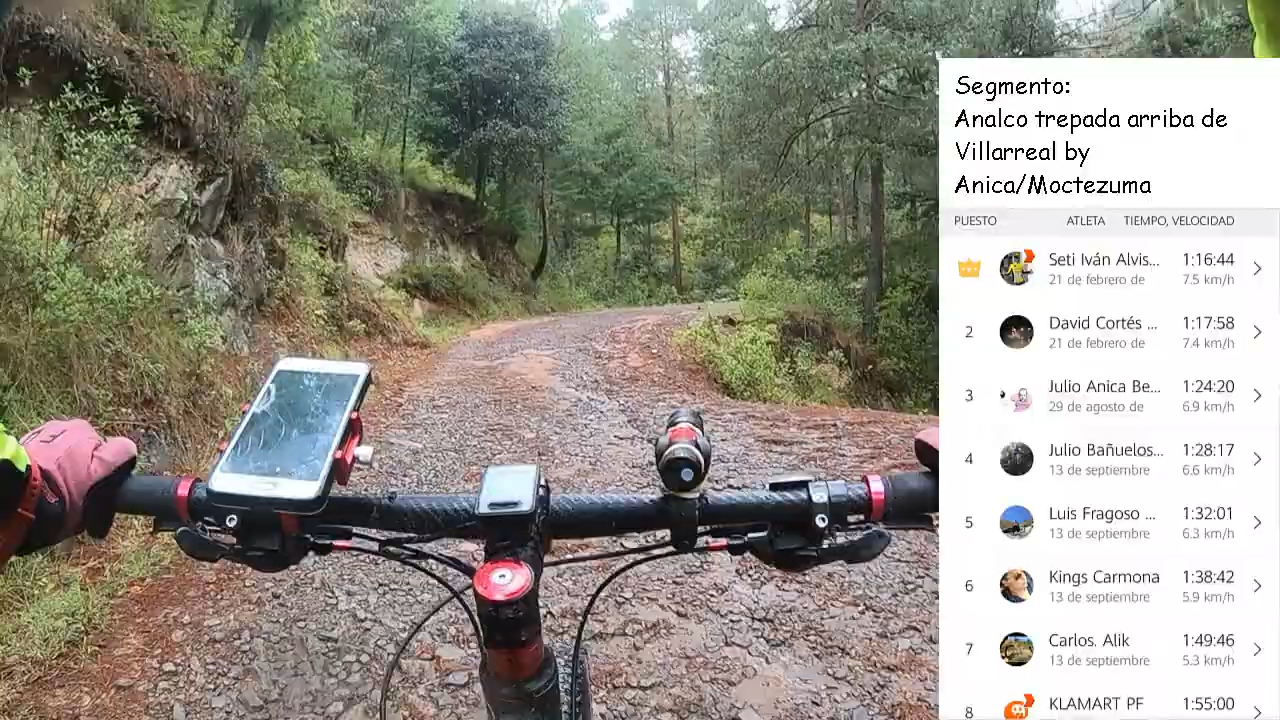 Segmento:
Analco trepada arriba de
Villarreal by
Anica/Moctezuma
PUESTO ATLETA TIEMPO, VELOCIDAD
Seti Iván Alvis... 1:16:44
21 de febrero de 7.5 km/h
2 David Cortés ... 1:17:58
21 de febrero de 7.4 km/h
3 Julio Anica Be... 1:24:20
29 de agosto de 6.9 km/h
4 Julio Bañuelos... 1:28:17
13 de septiembre 6.6 km/h
5 Luis Fragoso ... 1:32:01
13 de septiembre 6.3 km/h
6 Kings Carmona 1:38:42
13 de septiembre 5.9 km/h
7 Carlos. Alik 1:49:46
13 de septiembre 5.3 km/h
8 KLAMART PF 1:55:00